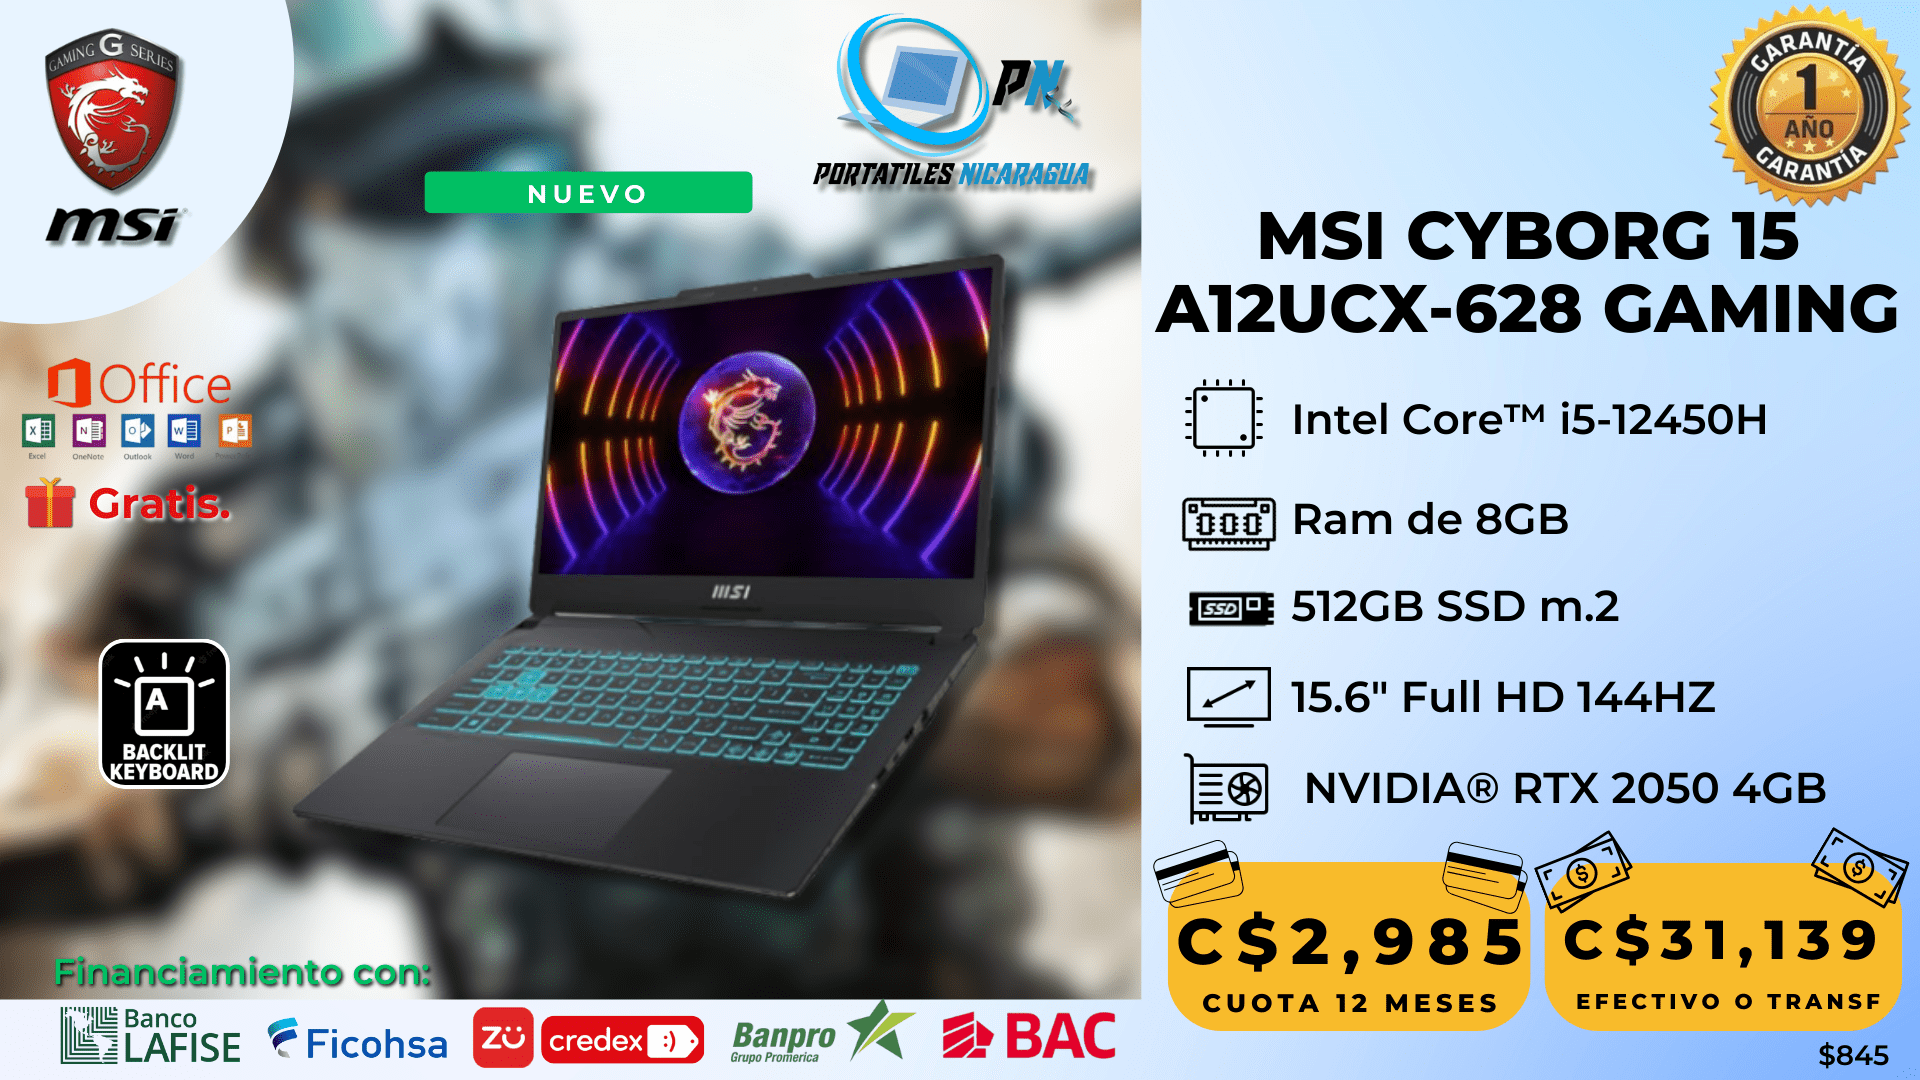 GAMING G SERIES
msi
NUEVO
PN
PORTATILES NICARAGUA
GARANTÍA
1
AÑO
GARANTÍA
MSI CYBORG 15
A12UCX-628 GAMING
Office
Excel
OneNote
Outlook
Word
Gratis.
msi
A
BACKLIT
KEYBOARD
Intel Core™ i5-12450H
Ram de 8GB
SSD
512GB SSD m.2
15.6" Full HD 144HZ
NVIDIA® RTX 2050 4GB
C$2,985
CUOTA 12 MESES
C$31,139
EFECTIVO O TRANSF
$845
Financiamiento con:
Banco
LAFISE
Ficohsa
zü
credex
Banpro
Grupo Promerica
BAC